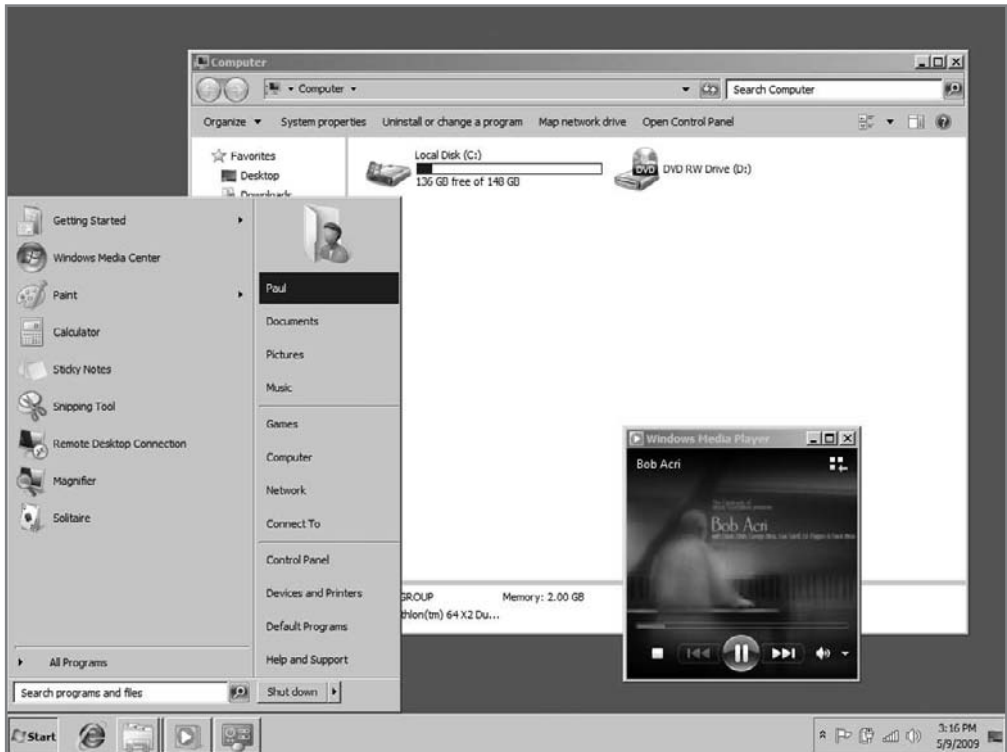 Computer
Computer
Search Computer
Organize
System properties
Uninstall or change a program
Map network drive
Open Control Panel
Favorites
Desktop
Downloads
Local Disk (C:)
136 GB free of 148 GB
DVD
DVD RW Drive (D:)
Getting Started
Windows Media Center
Paint
Calculator
Sticky Notes
Snipping Tool
Remote Desktop Connection
Magnifier
Solitaire
All Programs
Search programs and files
Paul
Documents
Pictures
Music
Games
Computer
Network
Connect To
Control Panel
Devices and Printers
Default Programs
Help and Support
Shut down
GROUP
Memory: 2.00 GB
thlon(tm) 64 X2 Du...
Windows Media Player
Bob Acri
Bob Acri
Start
3:16 PM
5/9/2009